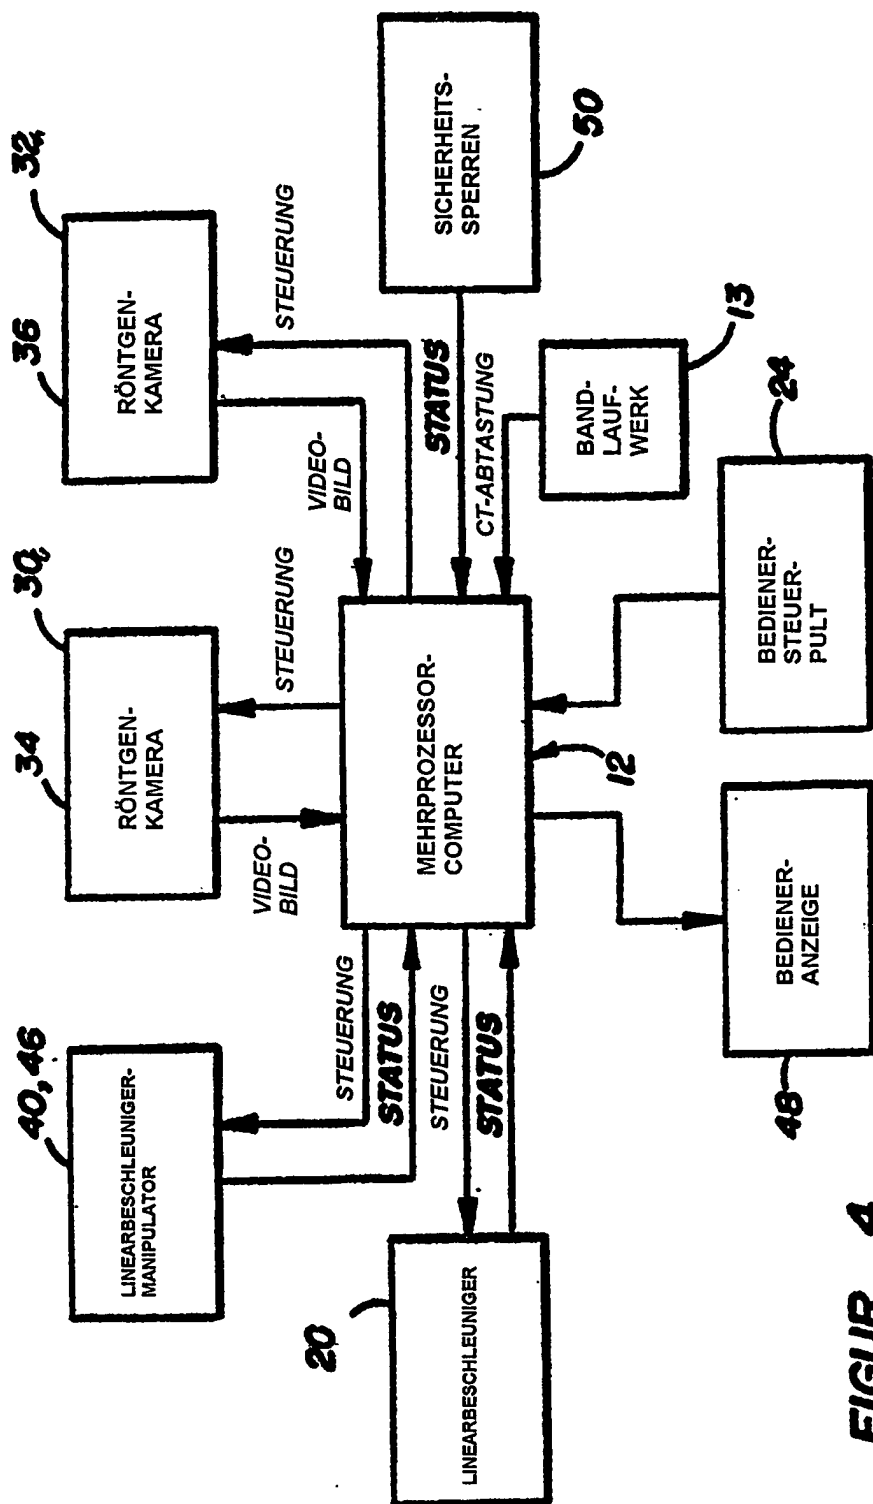 40,46
34
30,
36
32,
LINEARBESCHLEUNIGER-
MANIPULATOR
RÖNTGEN-
KAMERA
RÖNTGEN-
KAMERA
VIDEO-
BILD
STEUERUNG
VIDEO-
BILD
STEUERUNG
STEUERUNG
STATUS
STEUERUNG
STATUS
20
LINEARBESCHLEUNIGER
MEHRPROZESSOR-
COMPUTER
12
STATUS
CT-ABTASTUNG
SICHERHEITS-
SPERREN
50
BAND-
LAUF-
WERK
13
BEDIENER-
ANZEIGE
48
BEDIENER-
STEUER-
PULT
24
FIGUR 4